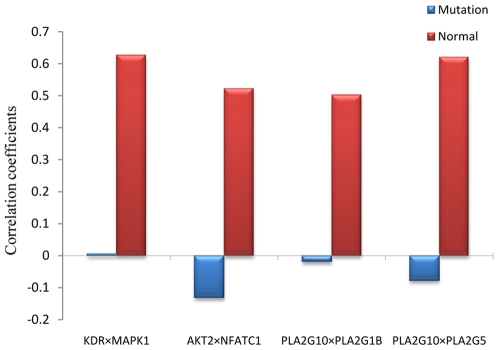 Mutation
Normal
Correlation coefficients
0.7
0.6
0.5
0.4
0.3
0.2
0.1
0
-0.1
-0.2
KDR×MAPK1 AKT2×NFATC1 PLA2G10×PLA2G1B PLA2G10×PLA2G5